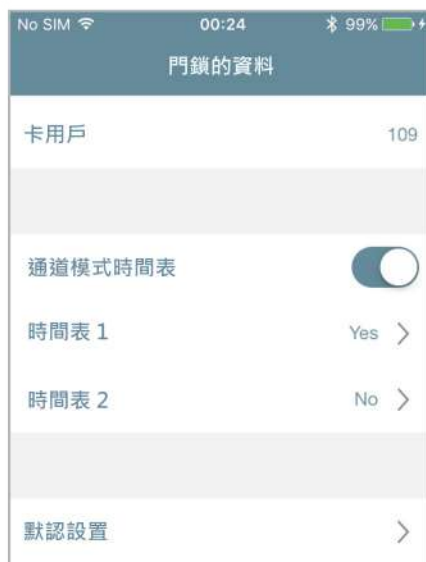 No SIM 00:24 99%
門鎖的資料
卡用戶 109
通道模式時間表
時間表 1 Yes
時間表 2 No
默認設置